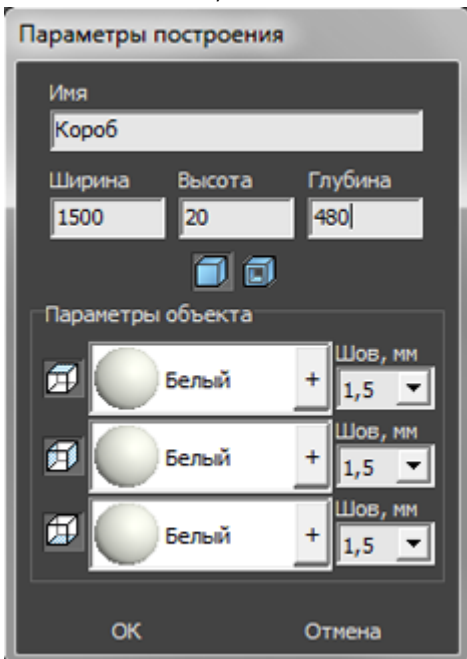 Параметры построения
Имя
Короб
Ширина Высота Глубина
1500 20 480
Параметры объекта
Шов, мм
Белый + 1,5
Шов, мм
Белый + 1,5
Шов, мм
Белый + 1,5
ОК Отмена